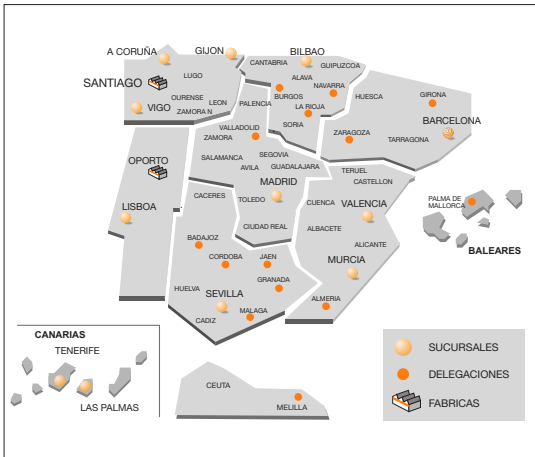 A CORUÑA
GIJON
BILBAO
CANTABRIA
GUIPUZCOA
LUGO
SANTIAGO
ALAVA
NAVARRA
BURGOS
HUESCA
GIRONA
OURENSE
LEON
PALENCIA
LA RIOJA
VIGO
ZAMORA N
SORIA
BARCELONA
VALLADOLID
ZAMORA
ZARAGOZA
TARRAGONA
OPORTO
SALAMANCA
SEGOVIA
AVILA
GUADALAJARA
TERUEL
CASTELLON
MADRID
CACERES
TOLEDO
CUENCA
VALENCIA
PALMA DE
MALLORCA
LISBOA
CIUDAD REAL
ALBACETE
BADAJOZ
ALICANTE
BALEARES
CORDOBA
JAEN
MURCIA
HUELVA
GRANADA
SEVILLA
ALMERIA
CADIZ
MALAGA
CANARIAS
TENERIFE
LAS PALMAS
CEUTA
MELILLA
SUCURSALES
DELEGACIONES
FABRICAS